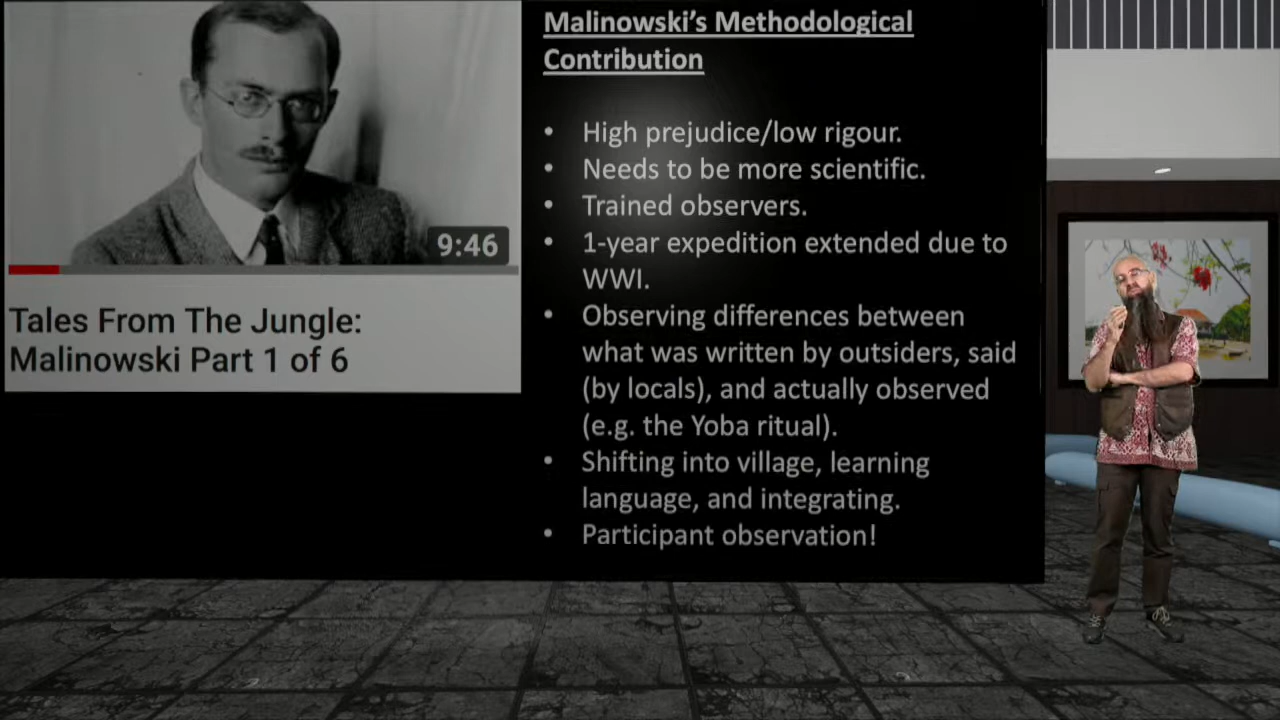 9:46
Tales From The Jungle:
Malinowski Part 1 of 6
Malinowski’s Methodological
Contribution
• High prejudice/low rigour.
• Needs to be more scientific.
• Trained observers.
• 1-year expedition extended due to
WWI.
• Observing differences between
what was written by outsiders, said
(by locals), and actually observed
(e.g. the Yoba ritual).
• Shifting into village, learning
language, and integrating.
• Participant observation!